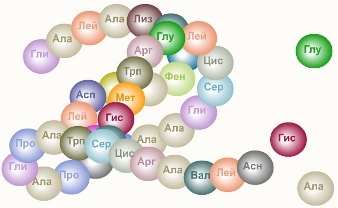 Гли
Ала
Лей
Ала
Лиз
Глу
Лей
Арг
Цис
Трп
Фен
Сер
Асп
Мет
Гли
Лей
Гис
Про
Ала
Трп
Сер
Цис
Ала
Ала
Гли
Ала
Про
Арг
Ала
Вал
Лей
Асн
Глу
Гис
Ала